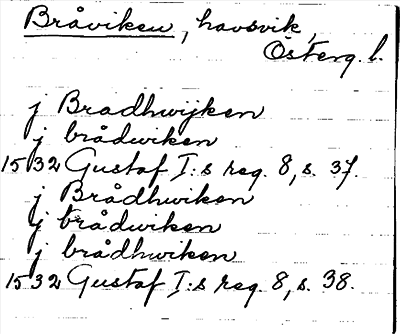 Bråviken, havsvik,
Österg. l.
j Bradhwijken
j brådwiken
1532 Gustaf I:s reg. 8, s. 37.
j Brådhwiken
j brådwiken
j brådhwiken
1532 Gustaf I:s reg. 8, s. 38.